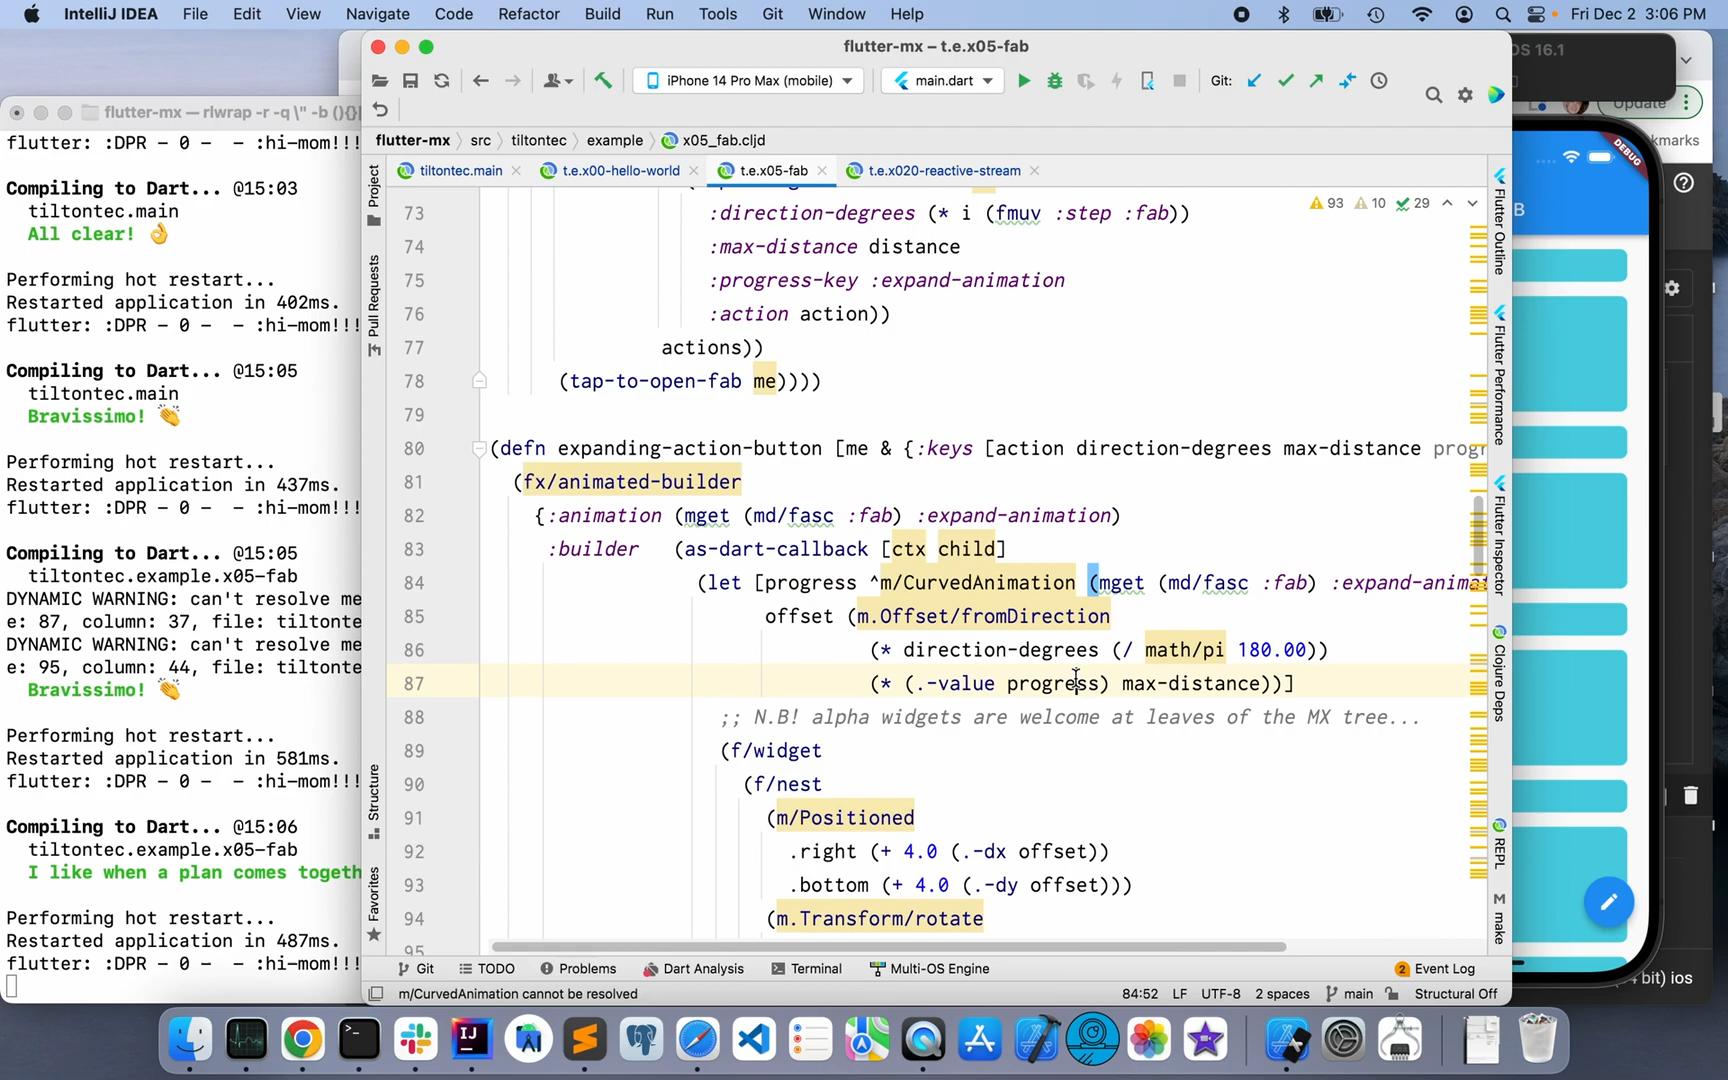 IntelliJ IDEA File Edit View Navigate Code Refactor Build Run Tools Git Window Help Fri Dec 2 3:06 PM
flutter-mx — rlwrap -r -q \" -b (){}[
flutter: :DPR - 0 - - :hi-mom!!!
Compiling to Dart... @15:03
tiltontec.main
All clear! 👌
Performing hot restart...
Restarted application in 402ms.
flutter: :DPR - 0 - - :hi-mom!!!
Compiling to Dart... @15:05
tiltontec.main
Bravissimo! 👏
Performing hot restart...
Restarted application in 437ms.
flutter: :DPR - 0 - - :hi-mom!!!
Compiling to Dart... @15:05
tiltontec.example.x05-fab
DYNAMIC WARNING: can't resolve me
e: 87, column: 37, file: tiltonte
DYNAMIC WARNING: can't resolve me
e: 95, column: 44, file: tiltonte
Bravissimo! 👏
Performing hot restart...
Restarted application in 581ms.
flutter: :DPR - 0 - - :hi-mom!!!
Compiling to Dart... @15:06
tiltontec.example.x05-fab
I like when a plan comes togeth
Performing hot restart...
Restarted application in 487ms.
flutter: :DPR - 0 - - :hi-mom!!!
flutter-mx – t.e.x05-fab
iPhone 14 Pro Max (mobile) main.dart Git:
flutter-mx src tiltontec example x05_fab.cljd
tiltontec.main t.e.x00-hello-world t.e.x05-fab t.e.x020-reactive-stream
93 10 29
73 :direction-degrees (* i (fmuv :step :fab))
74 :max-distance distance
75 :progress-key :expand-animation
76 :action action))
77 actions))
78 (tap-to-open-fab me))))
79
80 (defn expanding-action-button [me & {:keys [action direction-degrees max-distance progr
81 (fx/animated-builder
82 {:animation (mget (md/fasc :fab) :expand-animation)
83 :builder (as-dart-callback [ctx child]
84 (let [progress ^m/CurvedAnimation (mget (md/fasc :fab) :expand-animat
85 offset (m.Offset/fromDirection
86 (* direction-degrees (/ math/pi 180.00))
87 (* (.-value progress) max-distance))]
88 ;; N.B! alpha widgets are welcome at leaves of the MX tree...
89 (f/widget
90 (f/nest
91 (m/Positioned
92 .right (+ 4.0 (.-dx offset))
93 .bottom (+ 4.0 (.-dy offset)))
94 (m.Transform/rotate
95
Project
Pull Requests
Structure
Favorites
Flutter Outline
Flutter Performance
Flutter Inspector
Clojure Deps
REPL
M make
Git TODO Problems Dart Analysis Terminal Multi-OS Engine 2 Event Log
m/CurvedAnimation cannot be resolved 84:52 LF UTF-8 2 spaces main Structural Off
OS 16.1
Update
kmarks
DEBUG
B
bit) ios